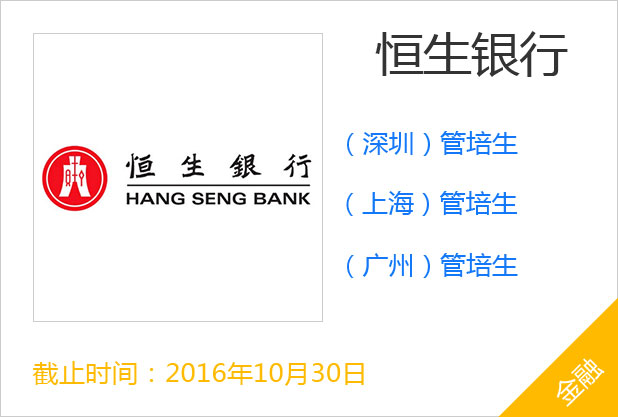 恒生银行
恒生銀行
HANG SENG BANK
（深圳）管培生
（上海）管培生
（广州）管培生
截止时间：2016年10月30日
金融